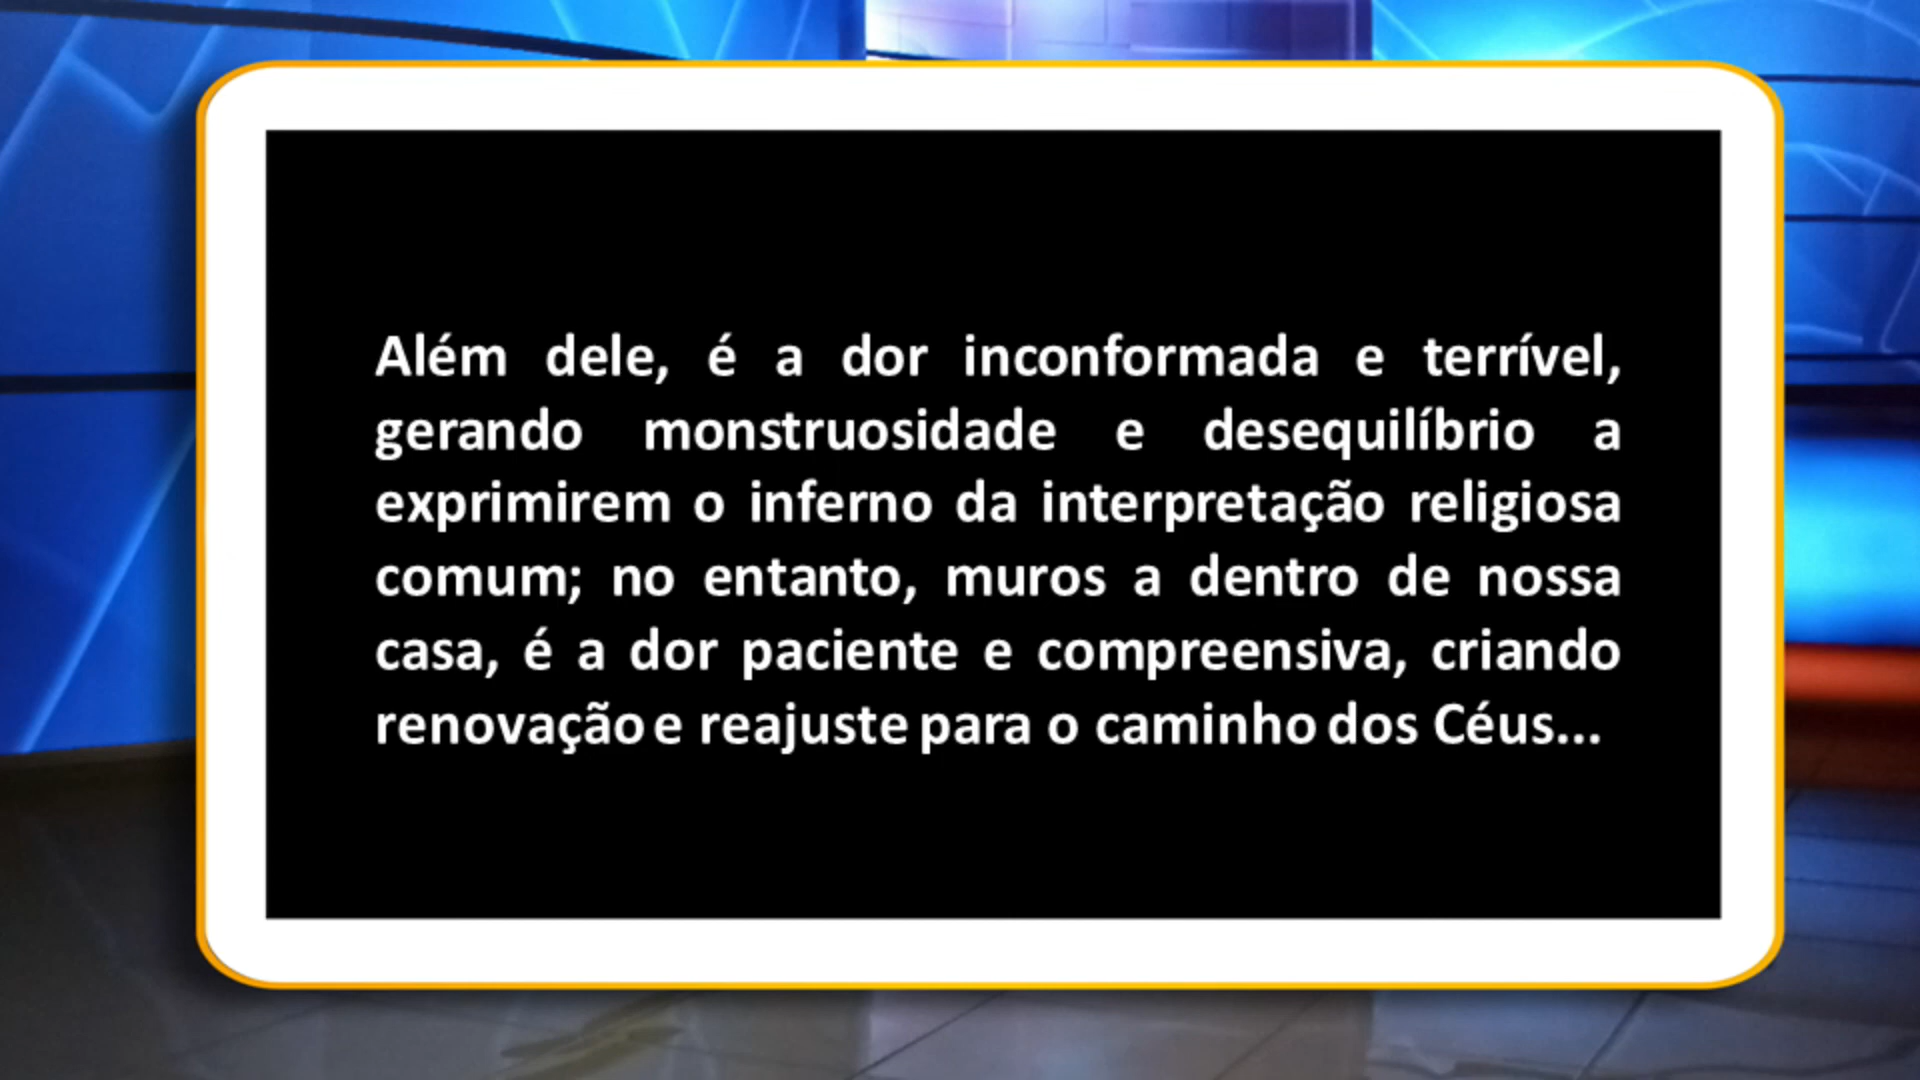 Além dele, é a dor inconformada e terrível,
gerando monstruosidade e desequilíbrio a
exprimirem o inferno da interpretação religiosa
comum; no entanto, muros a dentro de nossa
casa, é a dor paciente e compreensiva, criando
renovação e reajuste para o caminho dos Céus...